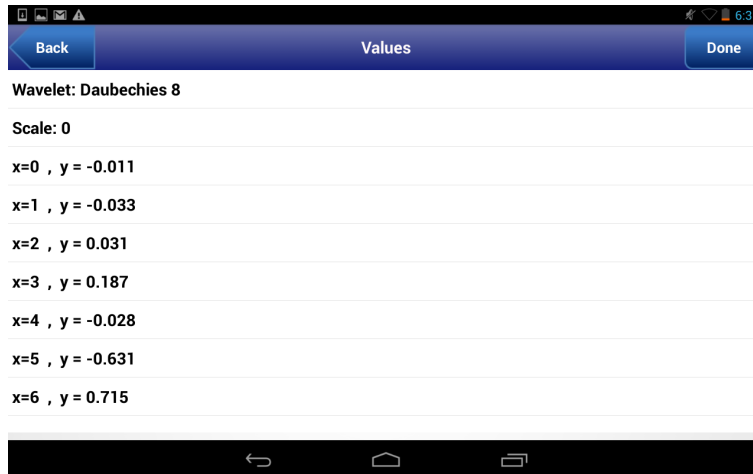 6:3
Back
Values
Done
Wavelet: Daubechies 8
Scale: 0
x=0 , y = -0.011
x=1 , y = -0.033
x=2 , y = 0.031
x=3 , y = 0.187
x=4 , y = -0.028
x=5 , y = -0.631
x=6 , y = 0.715